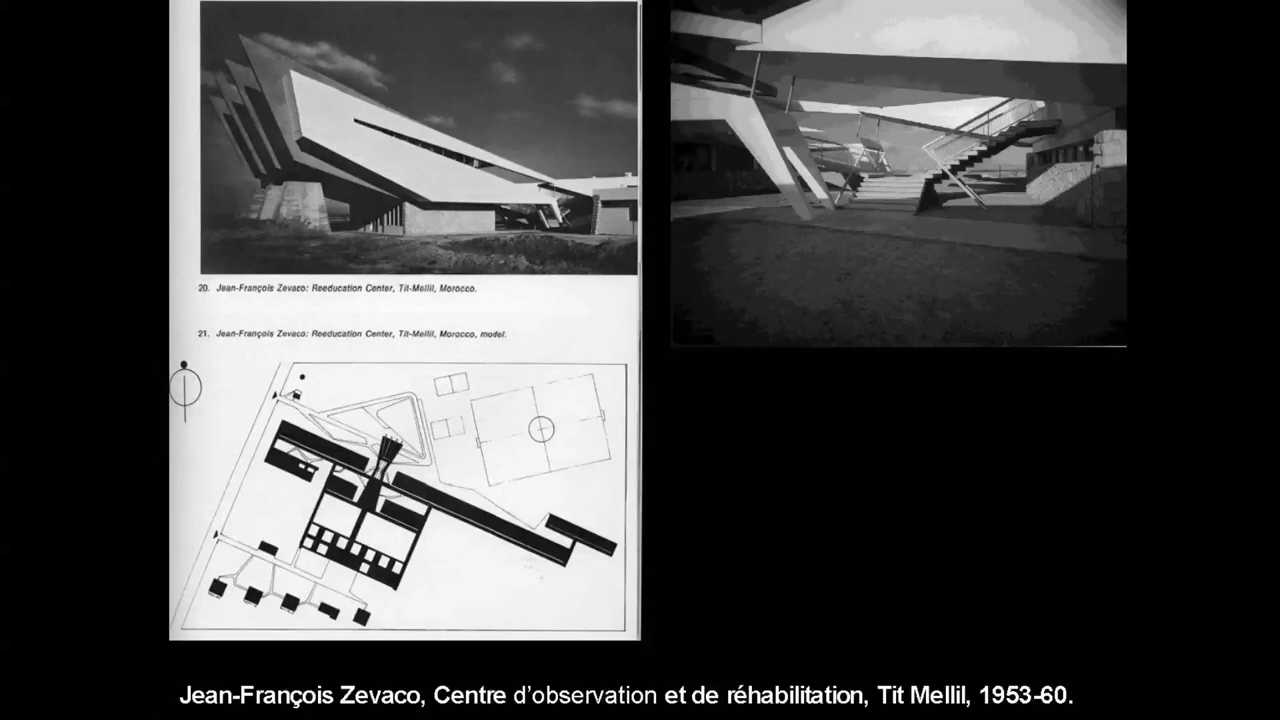 20. Jean-François Zevaco: Reeducation Center, Tit-Mellil, Morocco.
21. Jean-François Zevaco: Reeducation Center, Tit-Mellil, Morocco, model.
Jean-François Zevaco, Centre d'observation et de réhabilitation, Tit Mellil, 1953-60.